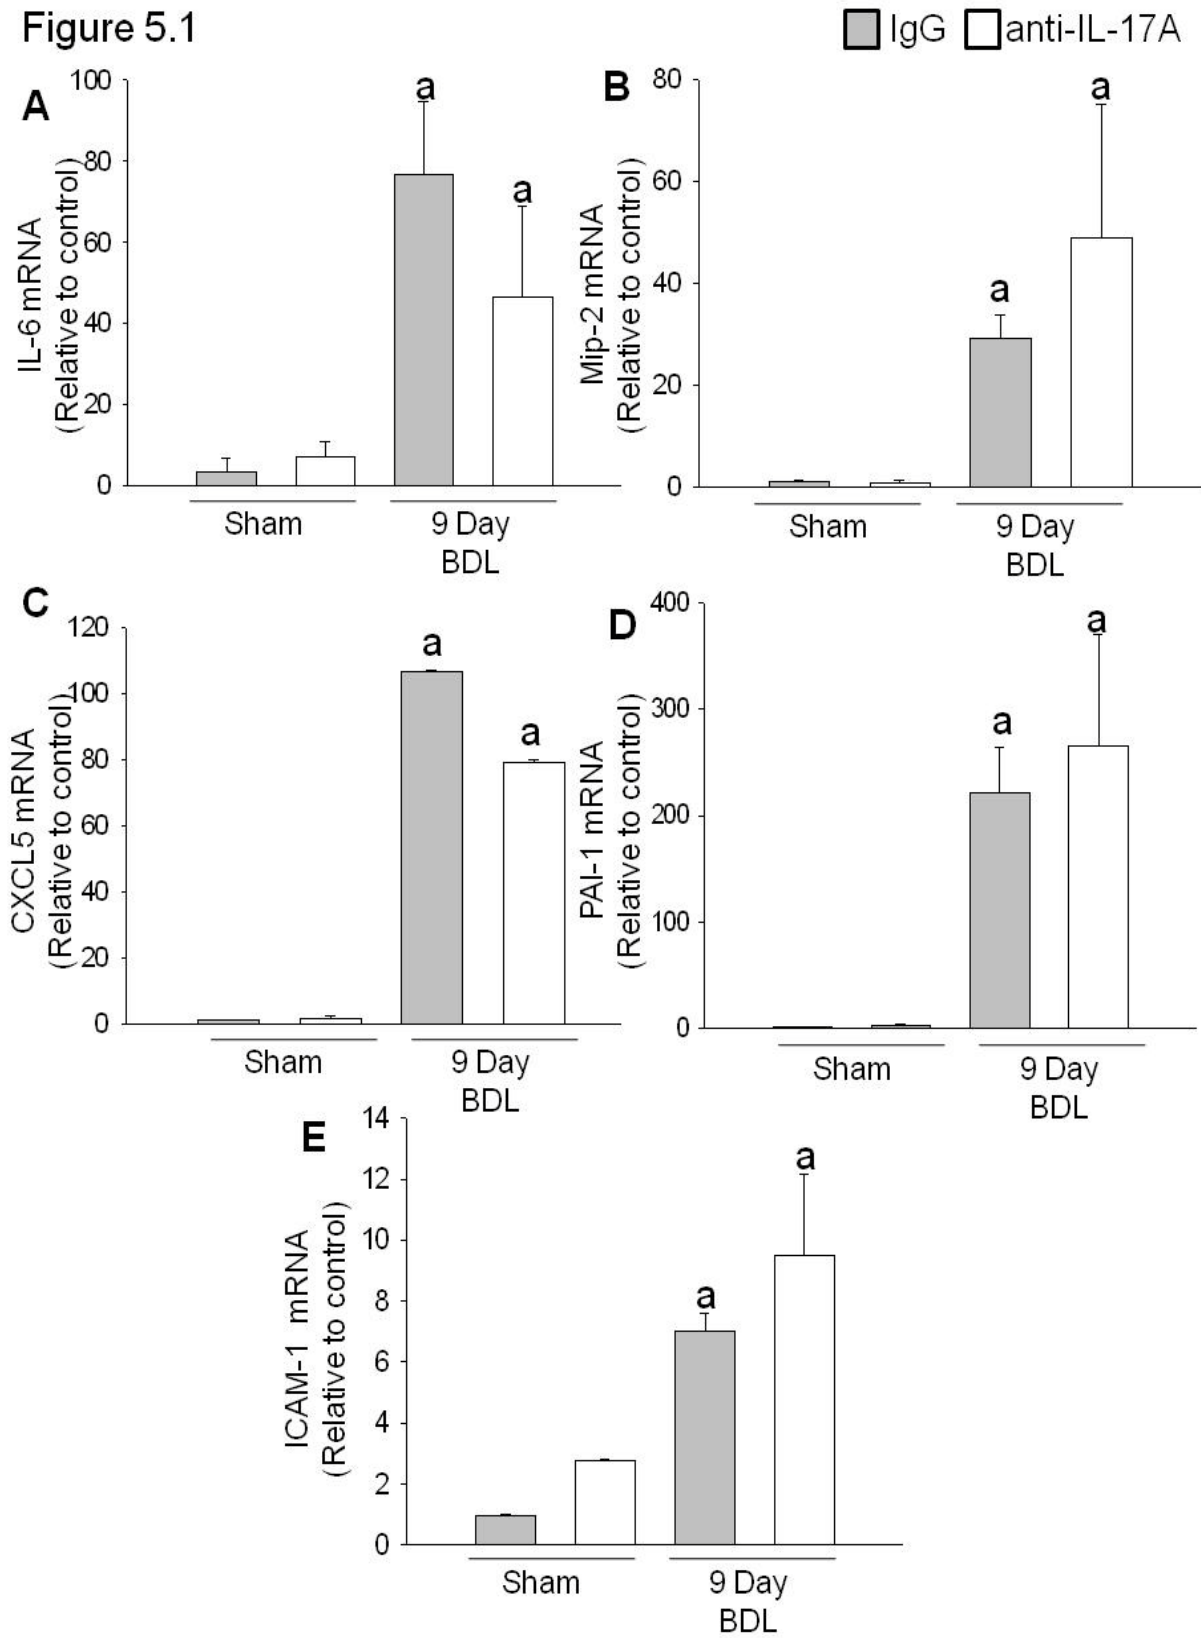 Figure 5.1
IgG anti-IL-17A
A
IL-6 mRNA
(Relative to control)
100
80
60
40
20
0
a
a
Sham
9 Day
BDL
B
Mip-2 mRNA
(Relative to control)
80
60
40
20
0
a
a
Sham
9 Day
BDL
C
CXCL5 mRNA
(Relative to control)
120
100
80
60
40
20
0
a
a
Sham
9 Day
BDL
D
PAI-1 mRNA
(Relative to control)
400
300
200
100
0
a
a
Sham
9 Day
BDL
E
ICAM-1 mRNA
(Relative to control)
14
12
10
8
6
4
2
0
a
a
Sham
9 Day
BDL